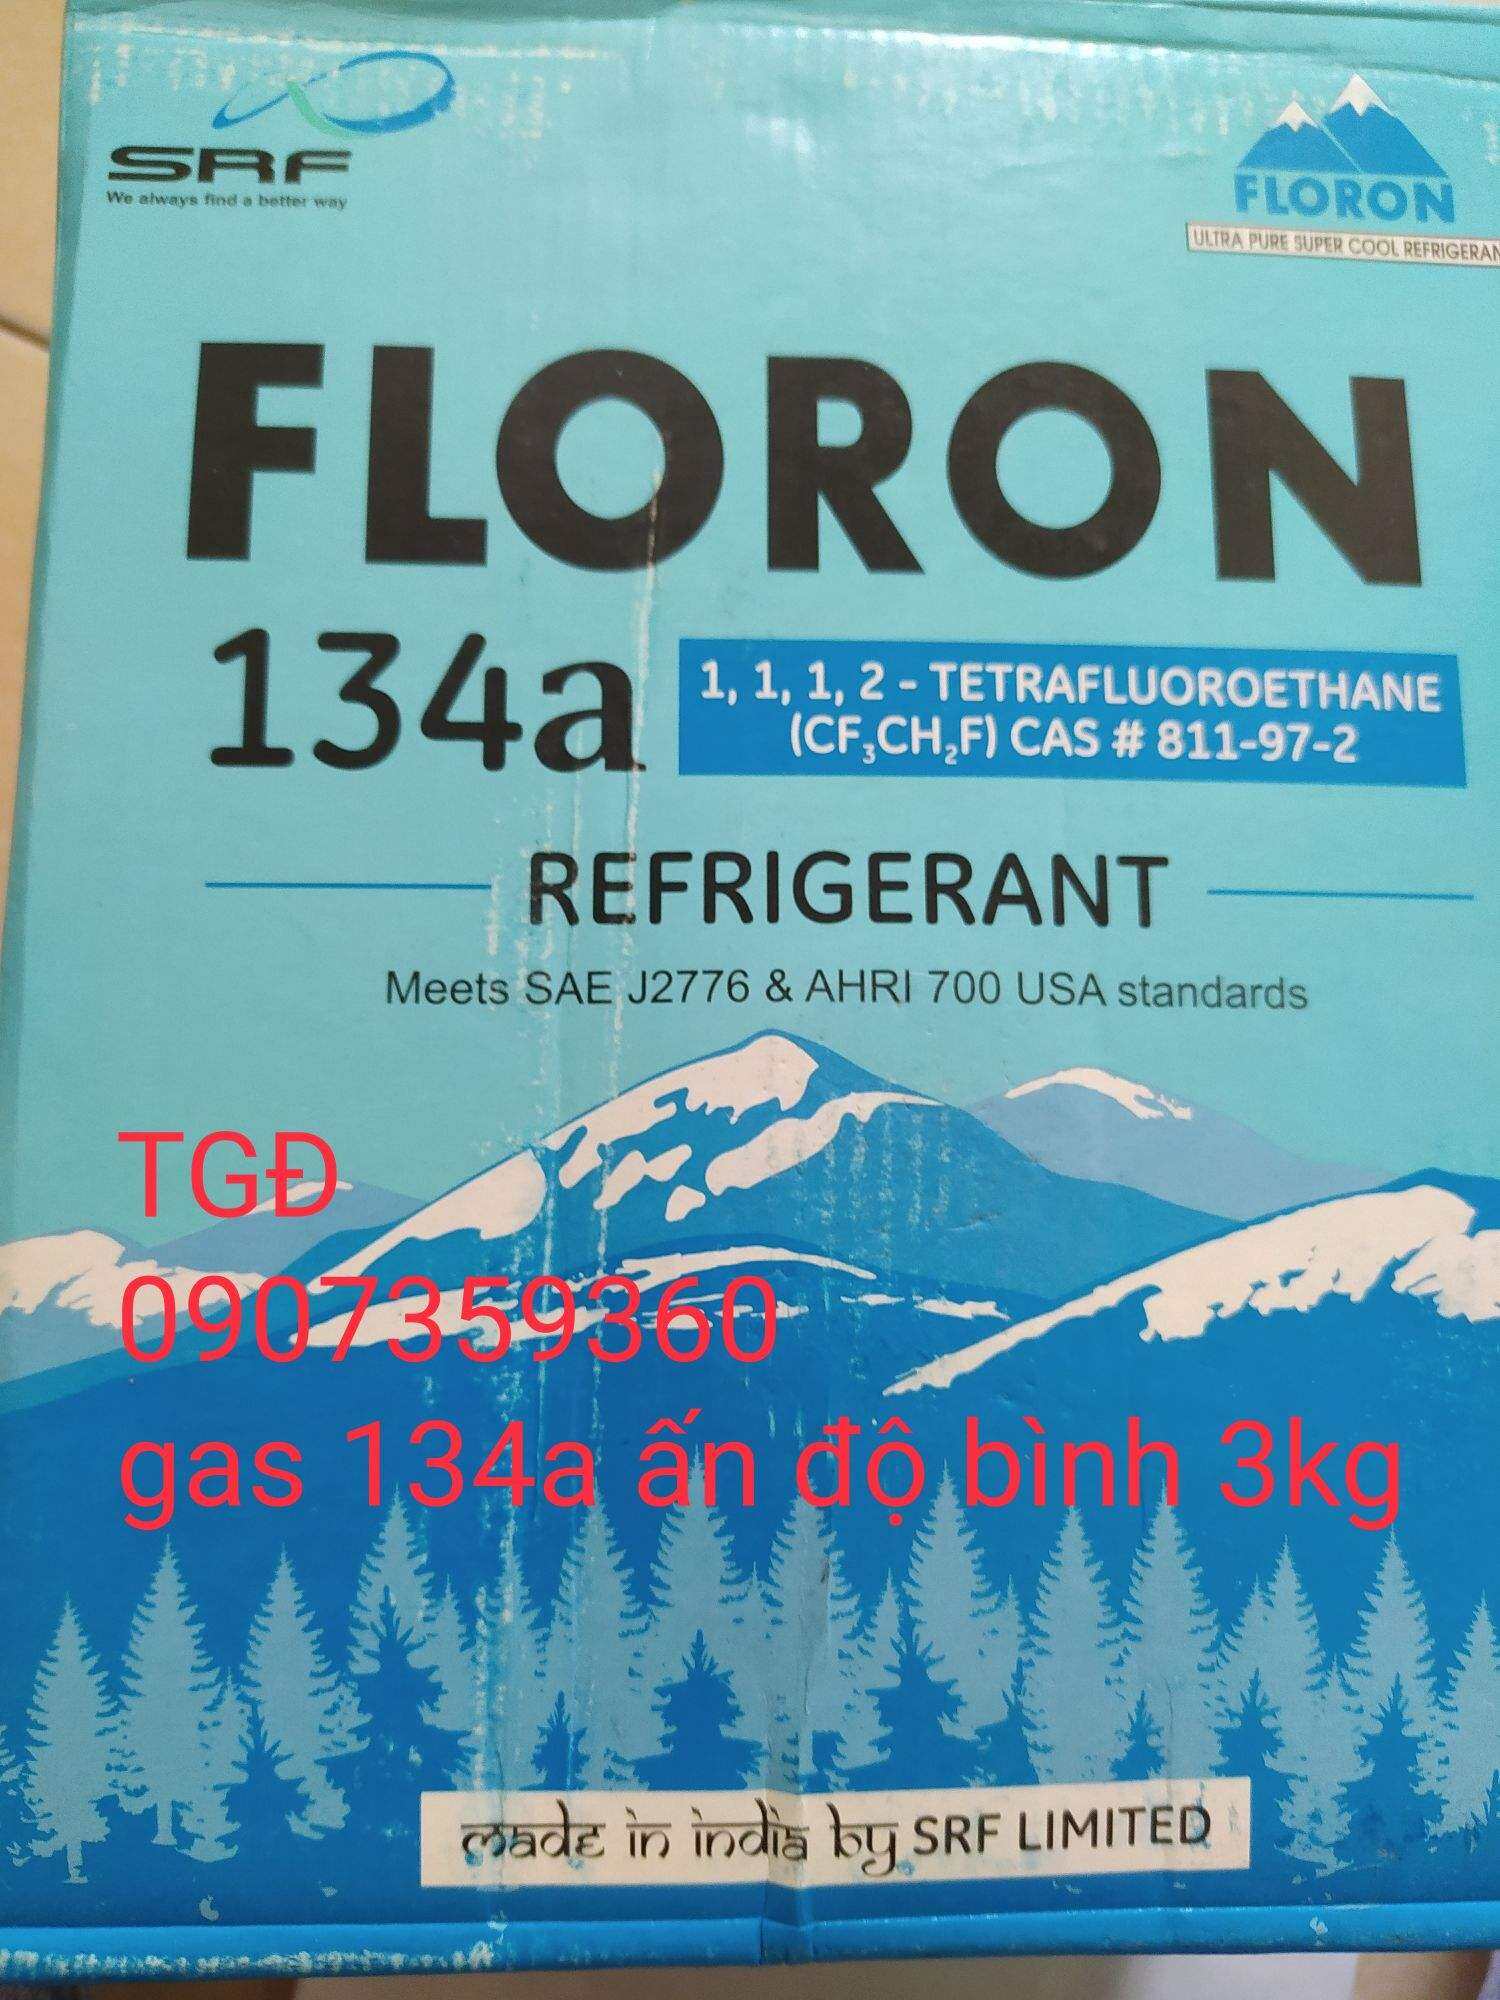 SRF
We always find a better way
FLORON
ULTRA PURE SUPER COOL REFRIGERAN
FLORON
134a
1, 1, 1, 2 - TETRAFLUOROETHANE
(CF₃CH₂F) CAS # 811-97-2
REFRIGERANT
Meets SAE J2776 & AHRI 700 USA standards
TGĐ
0907359360
gas 134a ấn độ bình 3kg
made in india by SRF LIMITED